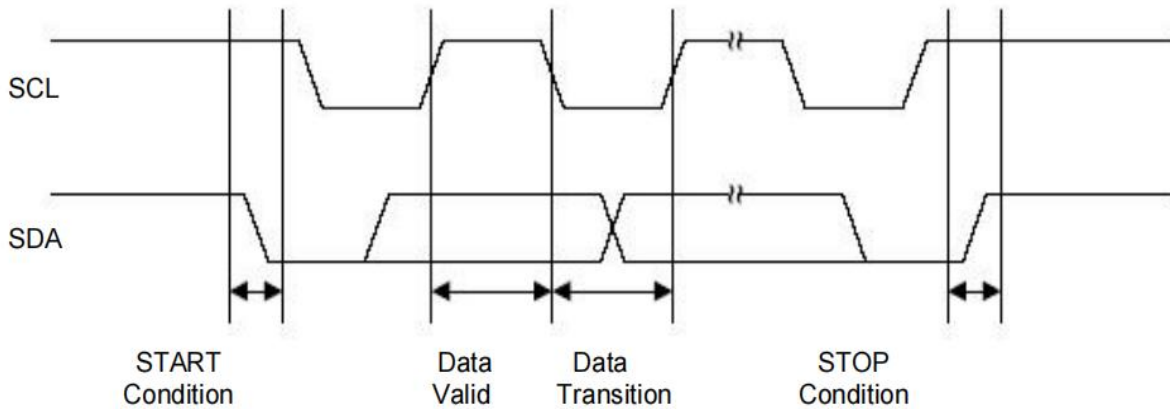 SCL
SDA
START
Condition
Data
Valid
Data
Transition
STOP
Condition